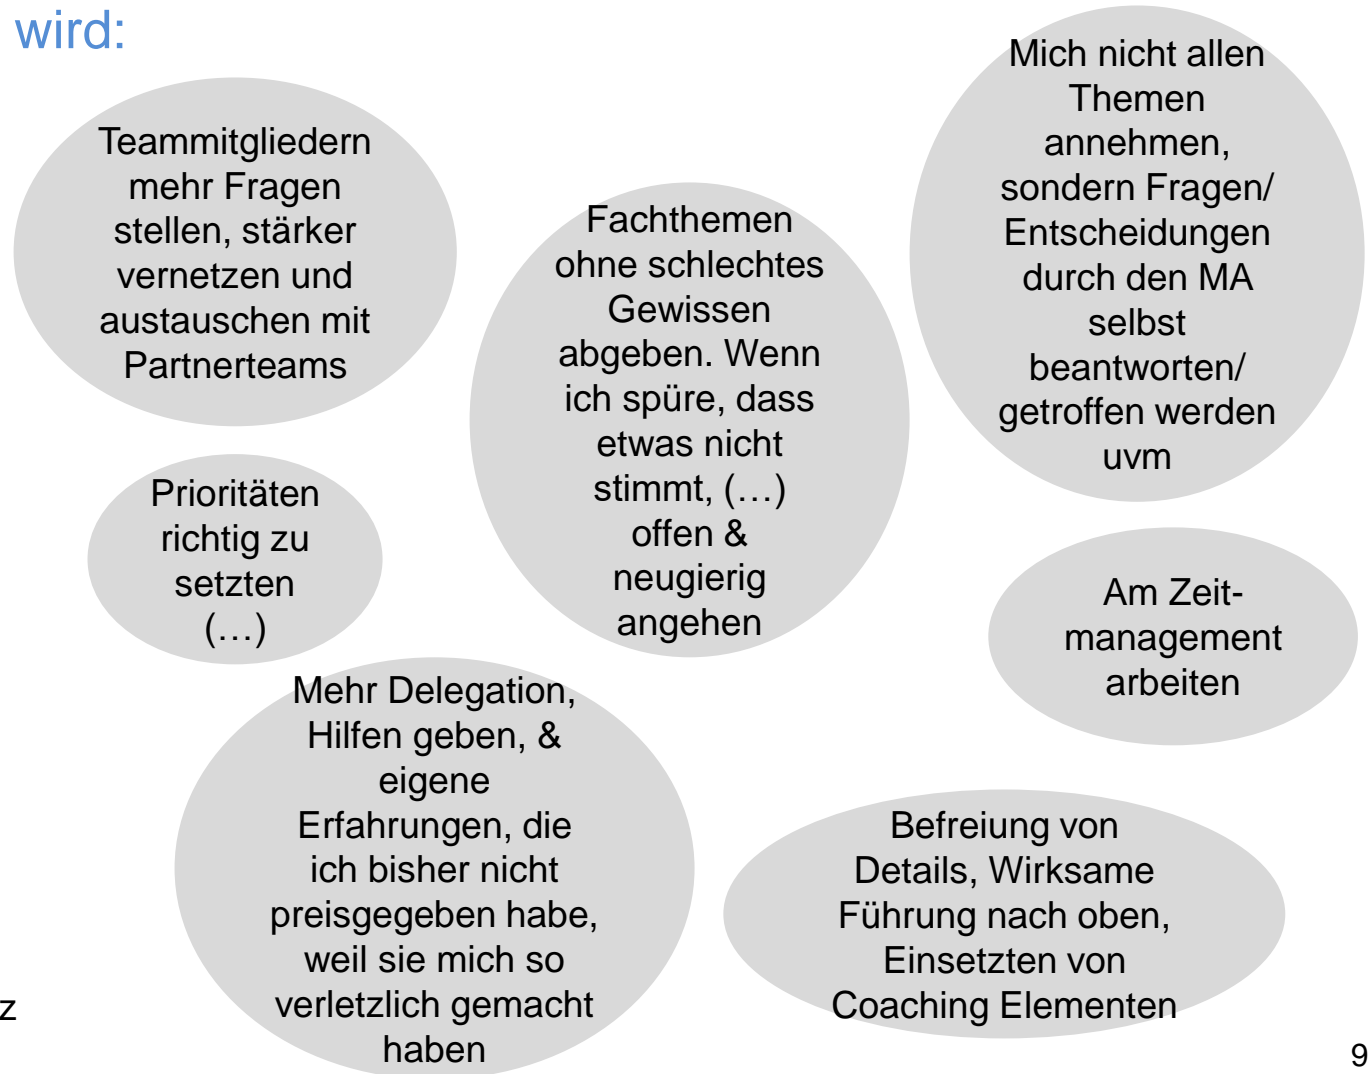 wird:
Teammitgliedern
mehr Fragen
stellen, stärker
vernetzen und
austauschen mit
Partnerteams
Fachthemen
ohne schlechtes
Gewissen
abgeben. Wenn
ich spüre, dass
etwas nicht
stimmt, (…)
offen &
neugierig
angehen
Mich nicht allen
Themen
annehmen,
sondern Fragen/
Entscheidungen
durch den MA
selbst
beantworten/
getroffen werden
uvm
Prioritäten
richtig zu
setzten
(…)
Am Zeit-
management
arbeiten
Mehr Delegation,
Hilfen geben, &
eigene
Erfahrungen, die
ich bisher nicht
preisgegeben habe,
weil sie mich so
verletzlich gemacht
haben
Befreiung von
Details, Wirksame
Führung nach oben,
Einsetzten von
Coaching Elementen
z
9